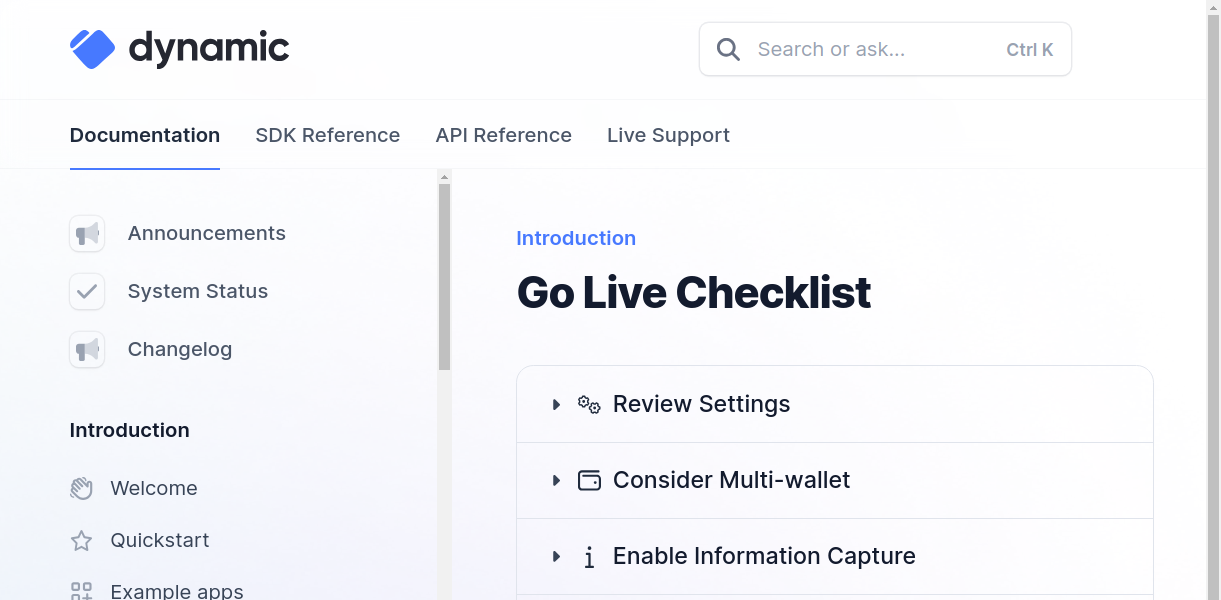 dynamic
Search or ask...
Ctrl K
Documentation
SDK Reference
API Reference
Live Support
Announcements
System Status
Changelog
Introduction
Welcome
Quickstart
Example apps
Introduction
Go Live Checklist
Review Settings
Consider Multi-wallet
Enable Information Capture